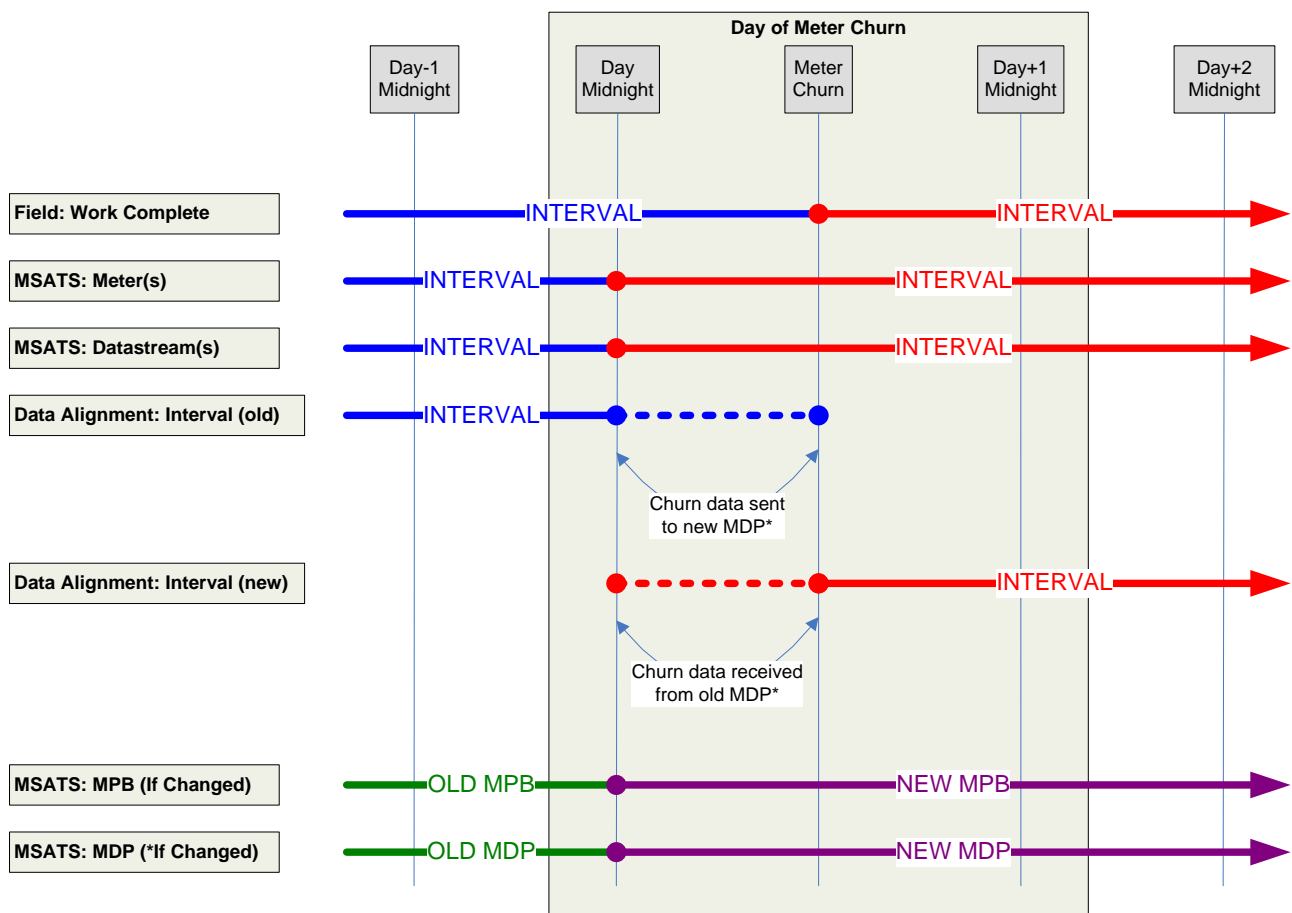 Day of Meter Churn
Day-1
Midnight
Day
Midnight
Meter
Churn
Day+1
Midnight
Day+2
Midnight
Field: Work Complete
INTERVAL
INTERVAL
MSATS: Meter(s)
INTERVAL
INTERVAL
MSATS: Datastream(s)
INTERVAL
INTERVAL
Data Alignment: Interval (old)
INTERVAL
Churn data sent
to new MDP*
Data Alignment: Interval (new)
INTERVAL
Churn data received
from old MDP*
MSATS: MPB (If Changed)
OLD MPB
NEW MPB
MSATS: MDP (*If Changed)
OLD MDP
NEW MDP